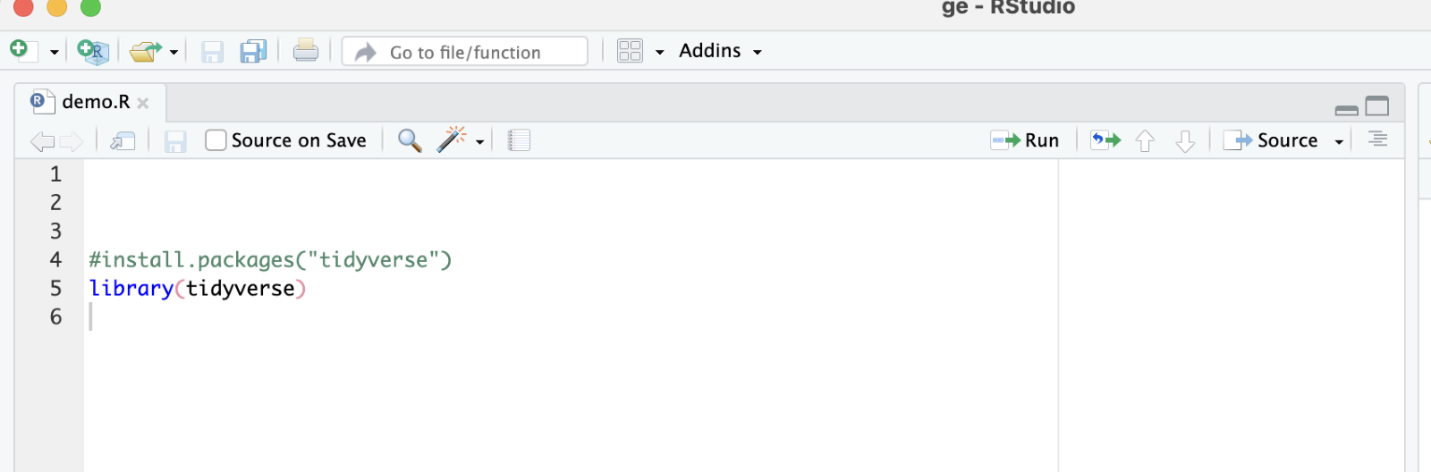 ge - RStudio
Go to file/function
Addins
demo.R
Source on Save
Run
Source
1
2
3
4 #install.packages("tidyverse")
5 library(tidyverse)
6